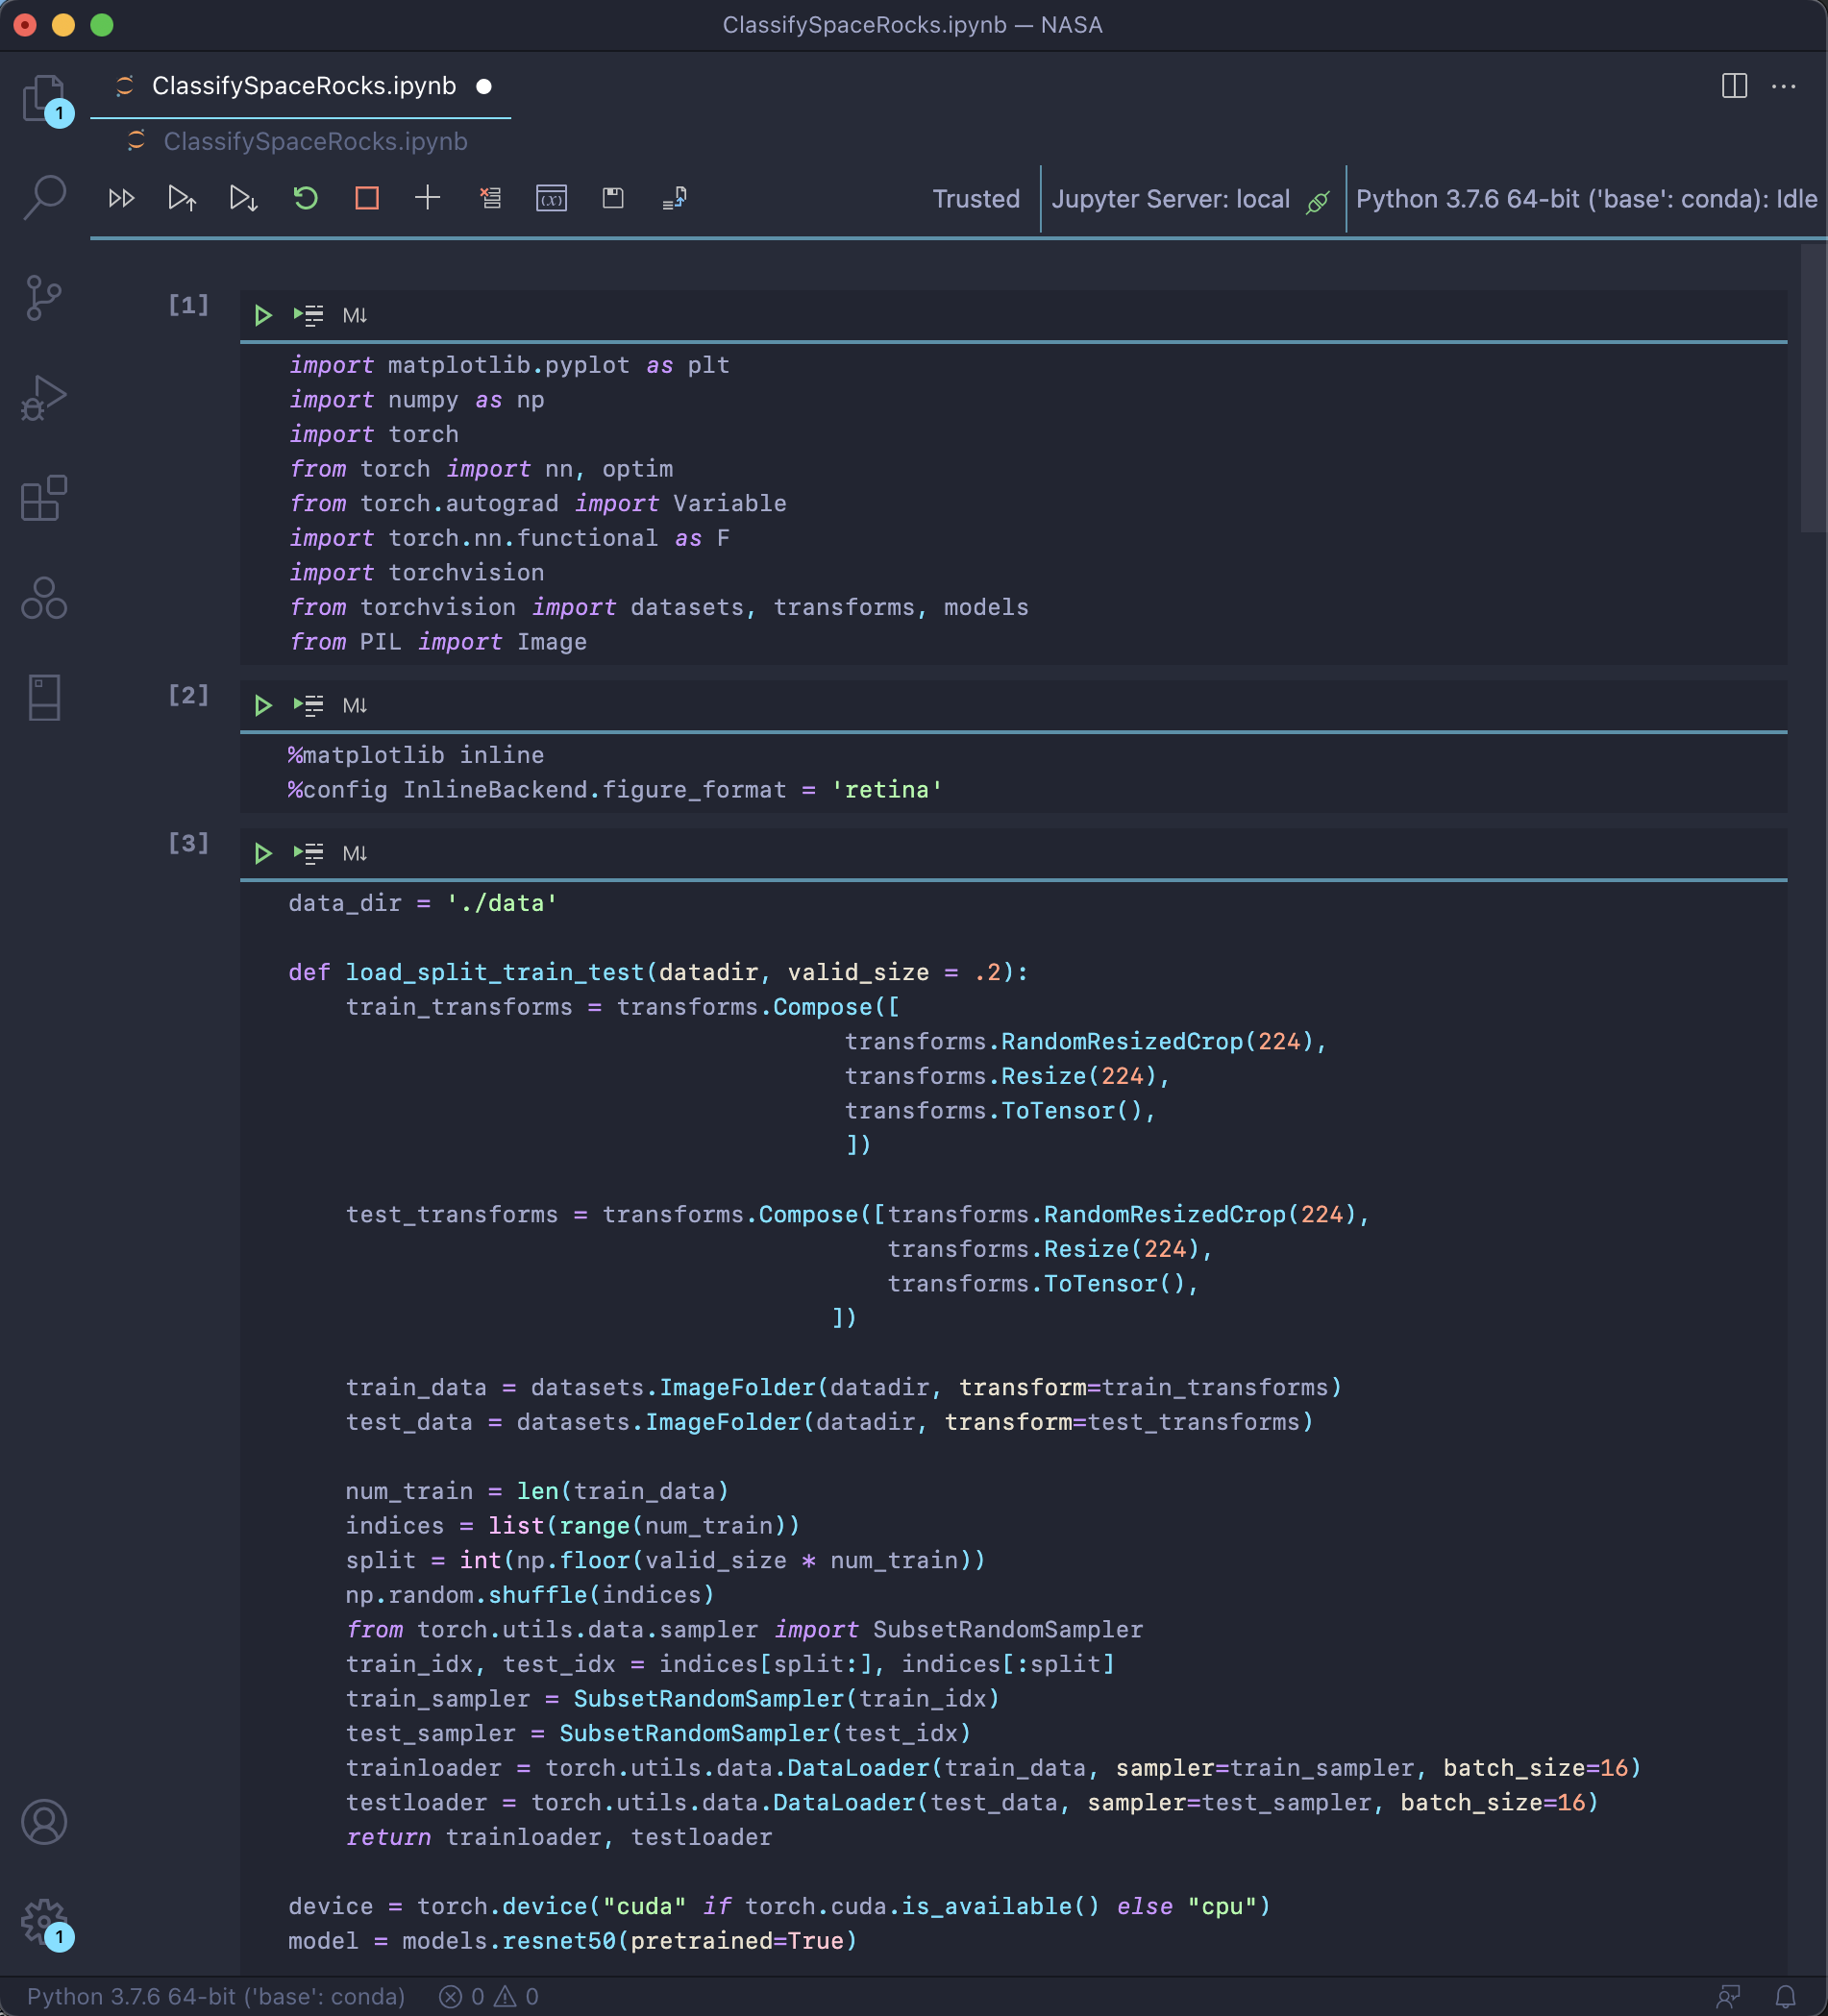 ClassifySpaceRocks.ipynb — NASA
ClassifySpaceRocks.ipynb
1
ClassifySpaceRocks.ipynb
Trusted
Jupyter Server: local
Python 3.7.6 64-bit ('base': conda): Idle
[1]
M↓
import matplotlib.pyplot as plt
import numpy as np
import torch
from torch import nn, optim
from torch.autograd import Variable
import torch.nn.functional as F
import torchvision
from torchvision import datasets, transforms, models
from PIL import Image
[2]
M↓
%matplotlib inline
%config InlineBackend.figure_format = 'retina'
[3]
M↓
data_dir = './data'
def load_split_train_test(datadir, valid_size = .2):
    train_transforms = transforms.Compose([
                                       transforms.RandomResizedCrop(224),
                                       transforms.Resize(224),
                                       transforms.ToTensor(),
                                       ])
    test_transforms = transforms.Compose([transforms.RandomResizedCrop(224),
                                          transforms.Resize(224),
                                          transforms.ToTensor(),
                                      ])
    train_data = datasets.ImageFolder(datadir, transform=train_transforms)
    test_data = datasets.ImageFolder(datadir, transform=test_transforms)
    num_train = len(train_data)
    indices = list(range(num_train))
    split = int(np.floor(valid_size * num_train))
    np.random.shuffle(indices)
    from torch.utils.data.sampler import SubsetRandomSampler
    train_idx, test_idx = indices[split:], indices[:split]
    train_sampler = SubsetRandomSampler(train_idx)
    test_sampler = SubsetRandomSampler(test_idx)
    trainloader = torch.utils.data.DataLoader(train_data, sampler=train_sampler, batch_size=16)
    testloader = torch.utils.data.DataLoader(test_data, sampler=test_sampler, batch_size=16)
    return trainloader, testloader
device = torch.device("cuda" if torch.cuda.is_available() else "cpu")
model = models.resnet50(pretrained=True)
1
Python 3.7.6 64-bit ('base': conda)
0
0